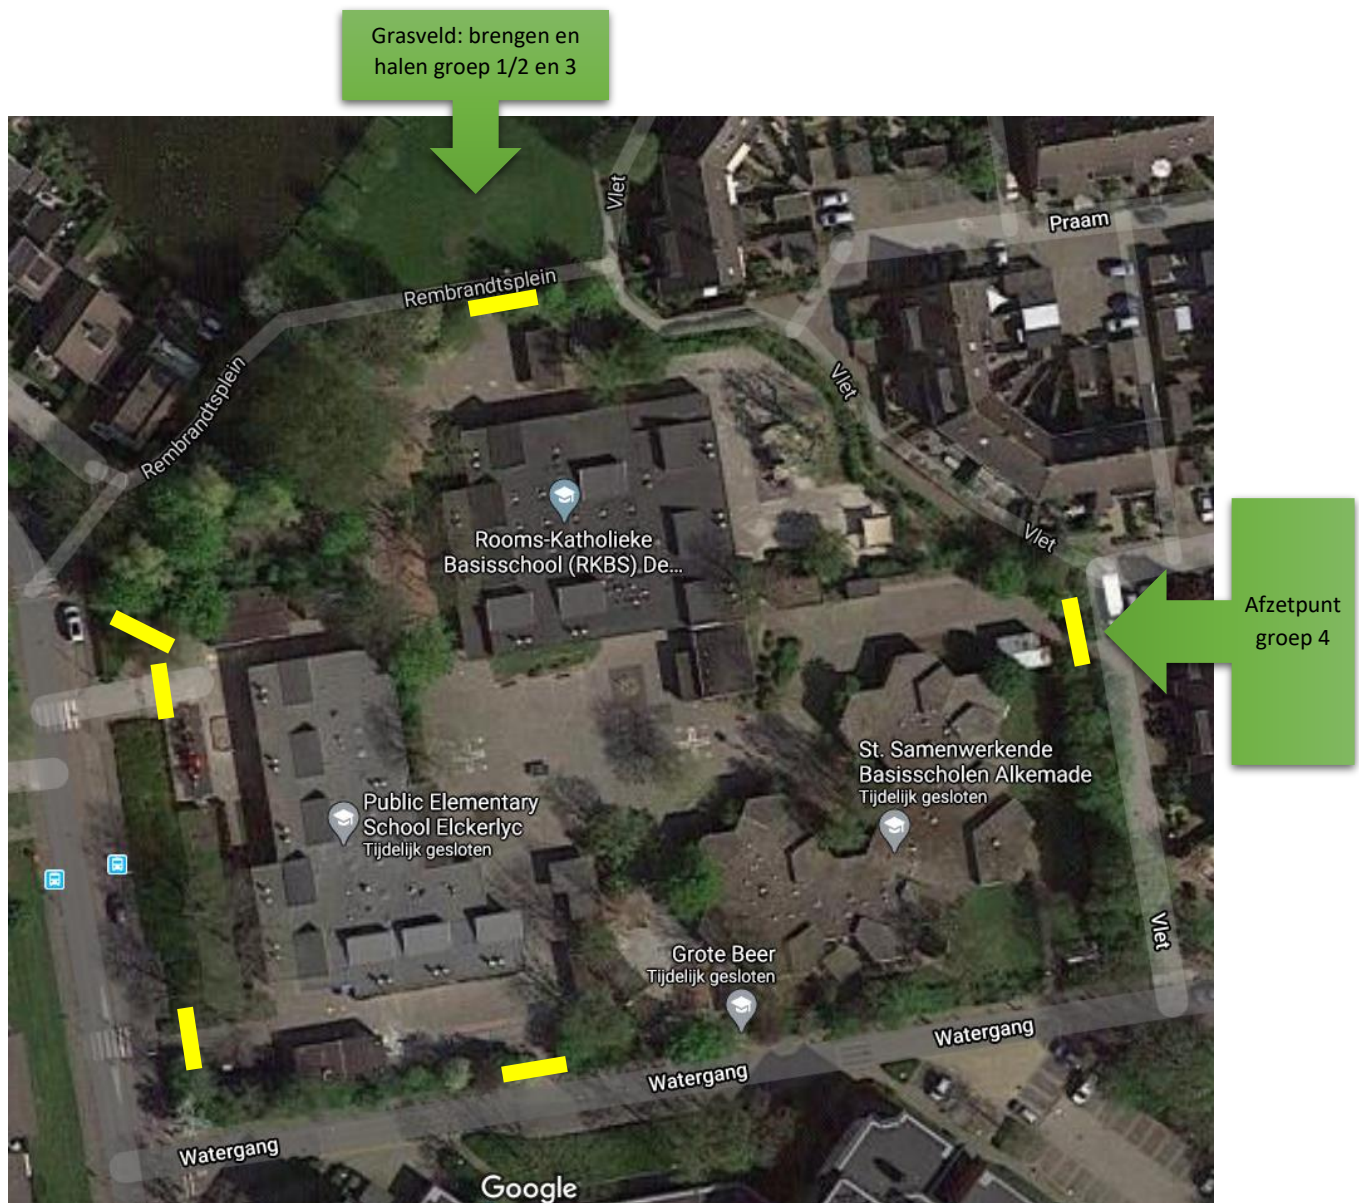 Grasveld: brengen en
halen groep 1/2 en 3
Vlet
Praam
Rembrandtsplein
Vlet
Rembrandtsplein
Rooms-Katholieke
Basisschool (RKBS) De...
Vlet
Afzetpunt
groep 4
St. Samenwerkende
Basisscholen Alkemade
Tijdelijk gesloten
Public Elementary
School Elckerlyc
Tijdelijk gesloten
Vlet
Grote Beer
Tijdelijk gesloten
Watergang
Watergang
Watergang
Google